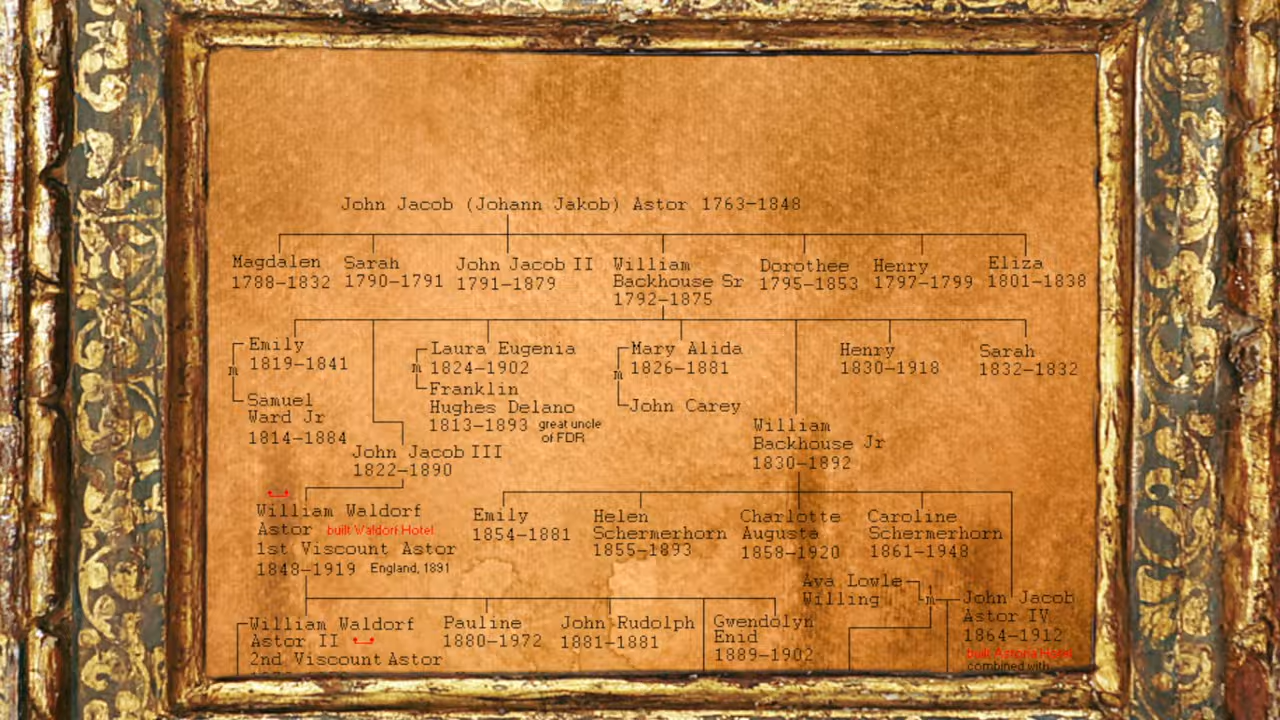 John Jacob (Johann Jakob) Astor 1763-1848
Magdalen
1788-1832
Sarah
1790-1791
John Jacob II
1791-1879
William
Backhouse Sr
1792-1875
Dorothee
1795-1853
Henry
1797-1799
Eliza
1801-1838
m
Emily
1819-1841
Samuel
Ward Jr
1814-1884
m
Laura Eugenia
1824-1902
Franklin
Hughes Delano
1813-1893 great uncle
of FDR
m
Mary Alida
1826-1881
John Carey
Henry
1830-1918
Sarah
1832-1832
John Jacob III
1822-1890
William
Backhouse Jr
1830-1892
William Waldorf
Astor built Waldorf Hotel
1st Viscount Astor
1848-1919 England, 1891
Emily
1854-1881
Helen
Schermerhorn
1855-1893
Charlotte
Augusta
1858-1920
Caroline
Schermerhorn
1861-1948
Ava Lowle
Willing
m
John Jacob
Astor IV
1864-1912
built Astoria Hotel
combined with
William Waldorf
Astor II
2nd Viscount Astor
Pauline
1880-1972
John Rudolph
1881-1881
Gwendolyn
Enid
1889-1902